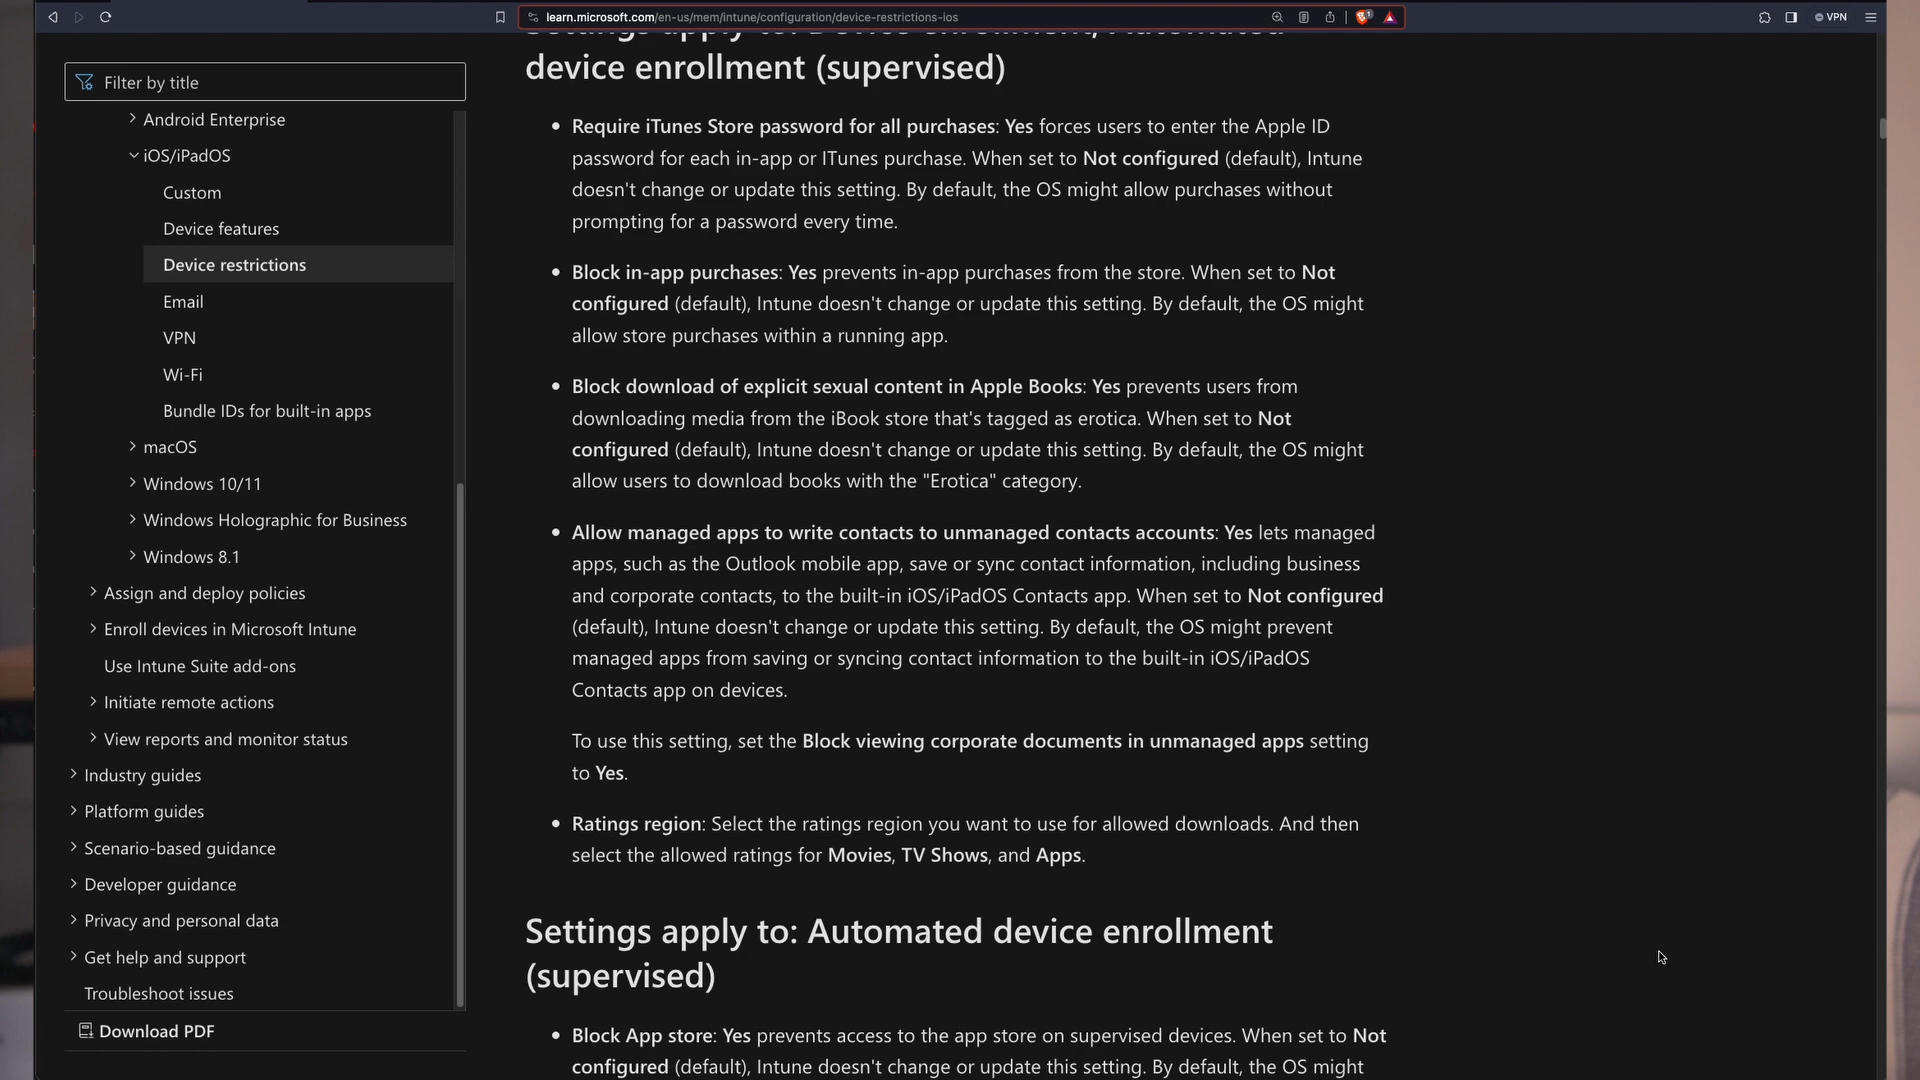 learn.microsoft.com/en-us/mem/intune/configuration/device-restrictions-ios
VPN
Filter by title
Android Enterprise
iOS/iPadOS
Custom
Device features
Device restrictions
Email
VPN
Wi-Fi
Bundle IDs for built-in apps
macOS
Windows 10/11
Windows Holographic for Business
Windows 8.1
Assign and deploy policies
Enroll devices in Microsoft Intune
Use Intune Suite add-ons
Initiate remote actions
View reports and monitor status
Industry guides
Platform guides
Scenario-based guidance
Developer guidance
Privacy and personal data
Get help and support
Troubleshoot issues
Download PDF
Settings apply to: Device enrollment, Automated
device enrollment (supervised)
• Require iTunes Store password for all purchases: Yes forces users to enter the Apple ID
password for each in-app or ITunes purchase. When set to Not configured (default), Intune
doesn't change or update this setting. By default, the OS might allow purchases without
prompting for a password every time.
• Block in-app purchases: Yes prevents in-app purchases from the store. When set to Not
configured (default), Intune doesn't change or update this setting. By default, the OS might
allow store purchases within a running app.
• Block download of explicit sexual content in Apple Books: Yes prevents users from
downloading media from the iBook store that's tagged as erotica. When set to Not
configured (default), Intune doesn't change or update this setting. By default, the OS might
allow users to download books with the "Erotica" category.
• Allow managed apps to write contacts to unmanaged contacts accounts: Yes lets managed
apps, such as the Outlook mobile app, save or sync contact information, including business
and corporate contacts, to the built-in iOS/iPadOS Contacts app. When set to Not configured
(default), Intune doesn't change or update this setting. By default, the OS might prevent
managed apps from saving or syncing contact information to the built-in iOS/iPadOS
Contacts app on devices.
To use this setting, set the Block viewing corporate documents in unmanaged apps setting
to Yes.
• Ratings region: Select the ratings region you want to use for allowed downloads. And then
select the allowed ratings for Movies, TV Shows, and Apps.
Settings apply to: Automated device enrollment
(supervised)
• Block App store: Yes prevents access to the app store on supervised devices. When set to Not
configured (default), Intune doesn't change or update this setting. By default, the OS might